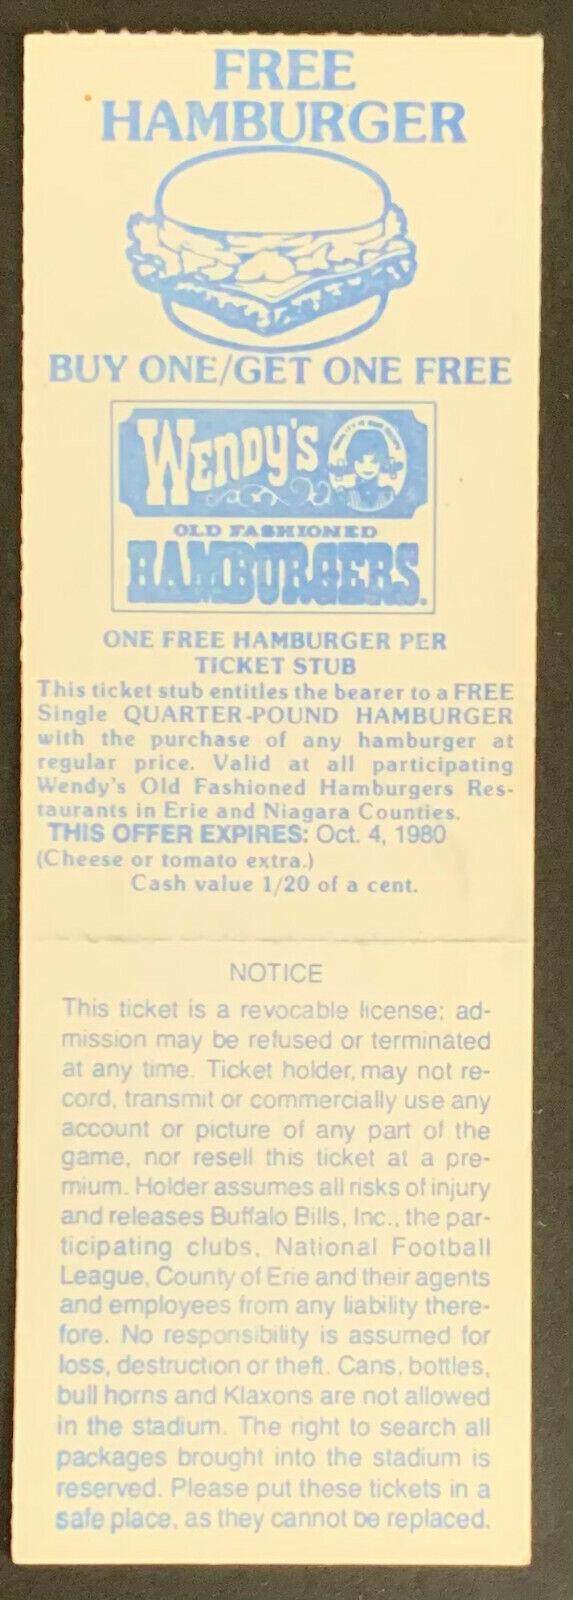 FREE
HAMBURGER
BUY ONE/GET ONE FREE
WENDY'S
OLD FASHIONED
HAMBURGERS.
ONE FREE HAMBURGER PER
TICKET STUB
This ticket stub entitles the bearer to a FREE
Single QUARTER-POUND HAMBURGER
with the purchase of any hamburger at
regular price. Valid at all participating
Wendy's Old Fashioned Hamburgers Res-
taurants in Erie and Niagara Counties.
THIS OFFER EXPIRES: Oct. 4, 1980
(Cheese or tomato extra.)
Cash value 1/20 of a cent.
NOTICE
This ticket is a revocable license; ad-
mission may be refused or terminated
at any time. Ticket holder, may not re-
cord, transmit or commercially use any
account or picture of any part of the
game, nor resell this ticket at a pre-
mium. Holder assumes all risks of injury
and releases Buffalo Bills, Inc., the par-
ticipating clubs, National Football
League, County of Erie and their agents
and employees from any liability there-
fore. No responsibility is assumed for
loss, destruction or theft. Cans, bottles,
bull horns and Klaxons are not allowed
in the stadium. The right to search all
packages brought into the stadium is
reserved. Please put these tickets in a
safe place, as they cannot be replaced.